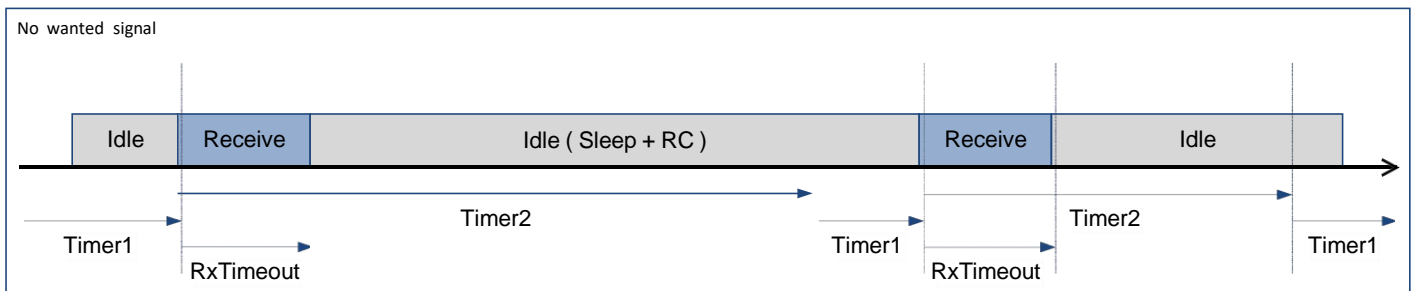 No wanted signal
Idle Receive Idle ( Sleep + RC ) Receive Idle
Timer2 Timer2
Timer1 Timer1 Timer1
RxTimeout RxTimeout